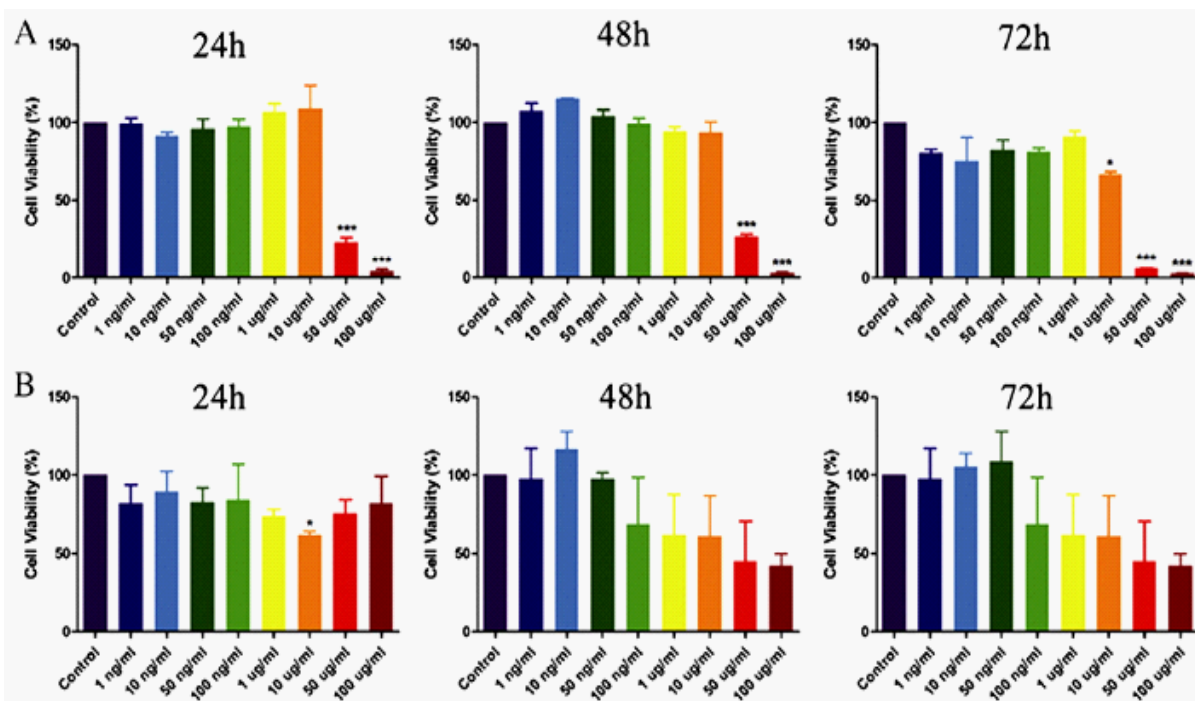 A
24h
48h
72h
Cell Viability (%)
150
100
50
0
***
***
Control
1 ng/ml
10 ng/ml
50 ng/ml
100 ng/ml
1 ug/ml
10 ug/ml
50 ug/ml
100 ug/ml
Cell Viability (%)
150
100
50
0
***
***
Control
1 ng/ml
10 ng/ml
50 ng/ml
100 ng/ml
1 ug/ml
10 ug/ml
50 ug/ml
100 ug/ml
Cell Viability (%)
150
100
50
0
*
***
***
Control
1 ng/ml
10 ng/ml
50 ng/ml
100 ng/ml
1 ug/ml
10 ug/ml
50 ug/ml
100 ug/ml
B
24h
48h
72h
Cell Viability (%)
150
100
50
0
*
Control
1 ng/ml
10 ng/ml
50 ng/ml
100 ng/ml
1 ug/ml
10 ug/ml
50 ug/ml
100 ug/ml
Cell Viability (%)
150
100
50
0
Control
1 ng/ml
10 ng/ml
50 ng/ml
100 ng/ml
1 ug/ml
10 ug/ml
50 ug/ml
100 ug/ml
Cell Viability (%)
150
100
50
0
Control
1 ng/ml
10 ng/ml
50 ng/ml
100 ng/ml
1 ug/ml
10 ug/ml
50 ug/ml
100 ug/ml